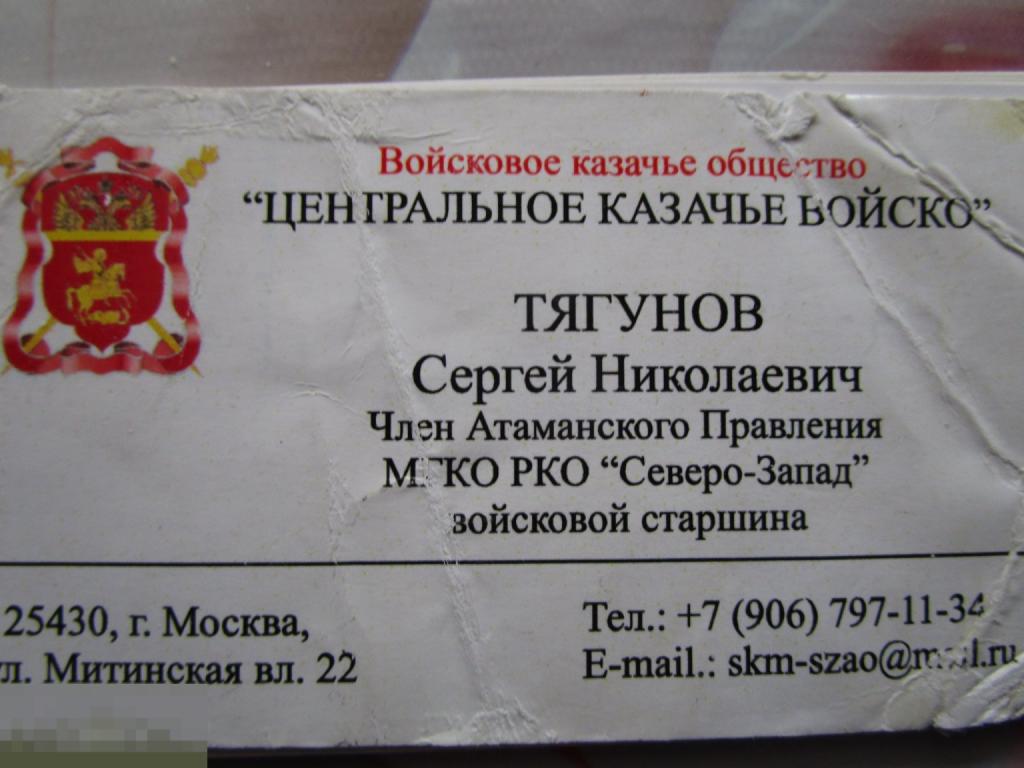 Войсковое казачье общество
“ЦЕНТРАЛЬНОЕ КАЗАЧЬЕ ВОЙСКО”
ТЯГУНОВ
Сергей Николаевич
Член Атаманского Правления
МГКО РКО “Северо-Запад”
войсковой старшина
25430, г. Москва,
ул. Митинская вл. 22
Тел.: +7 (906) 797-11-34
E-mail.: skm-szao@mail.ru